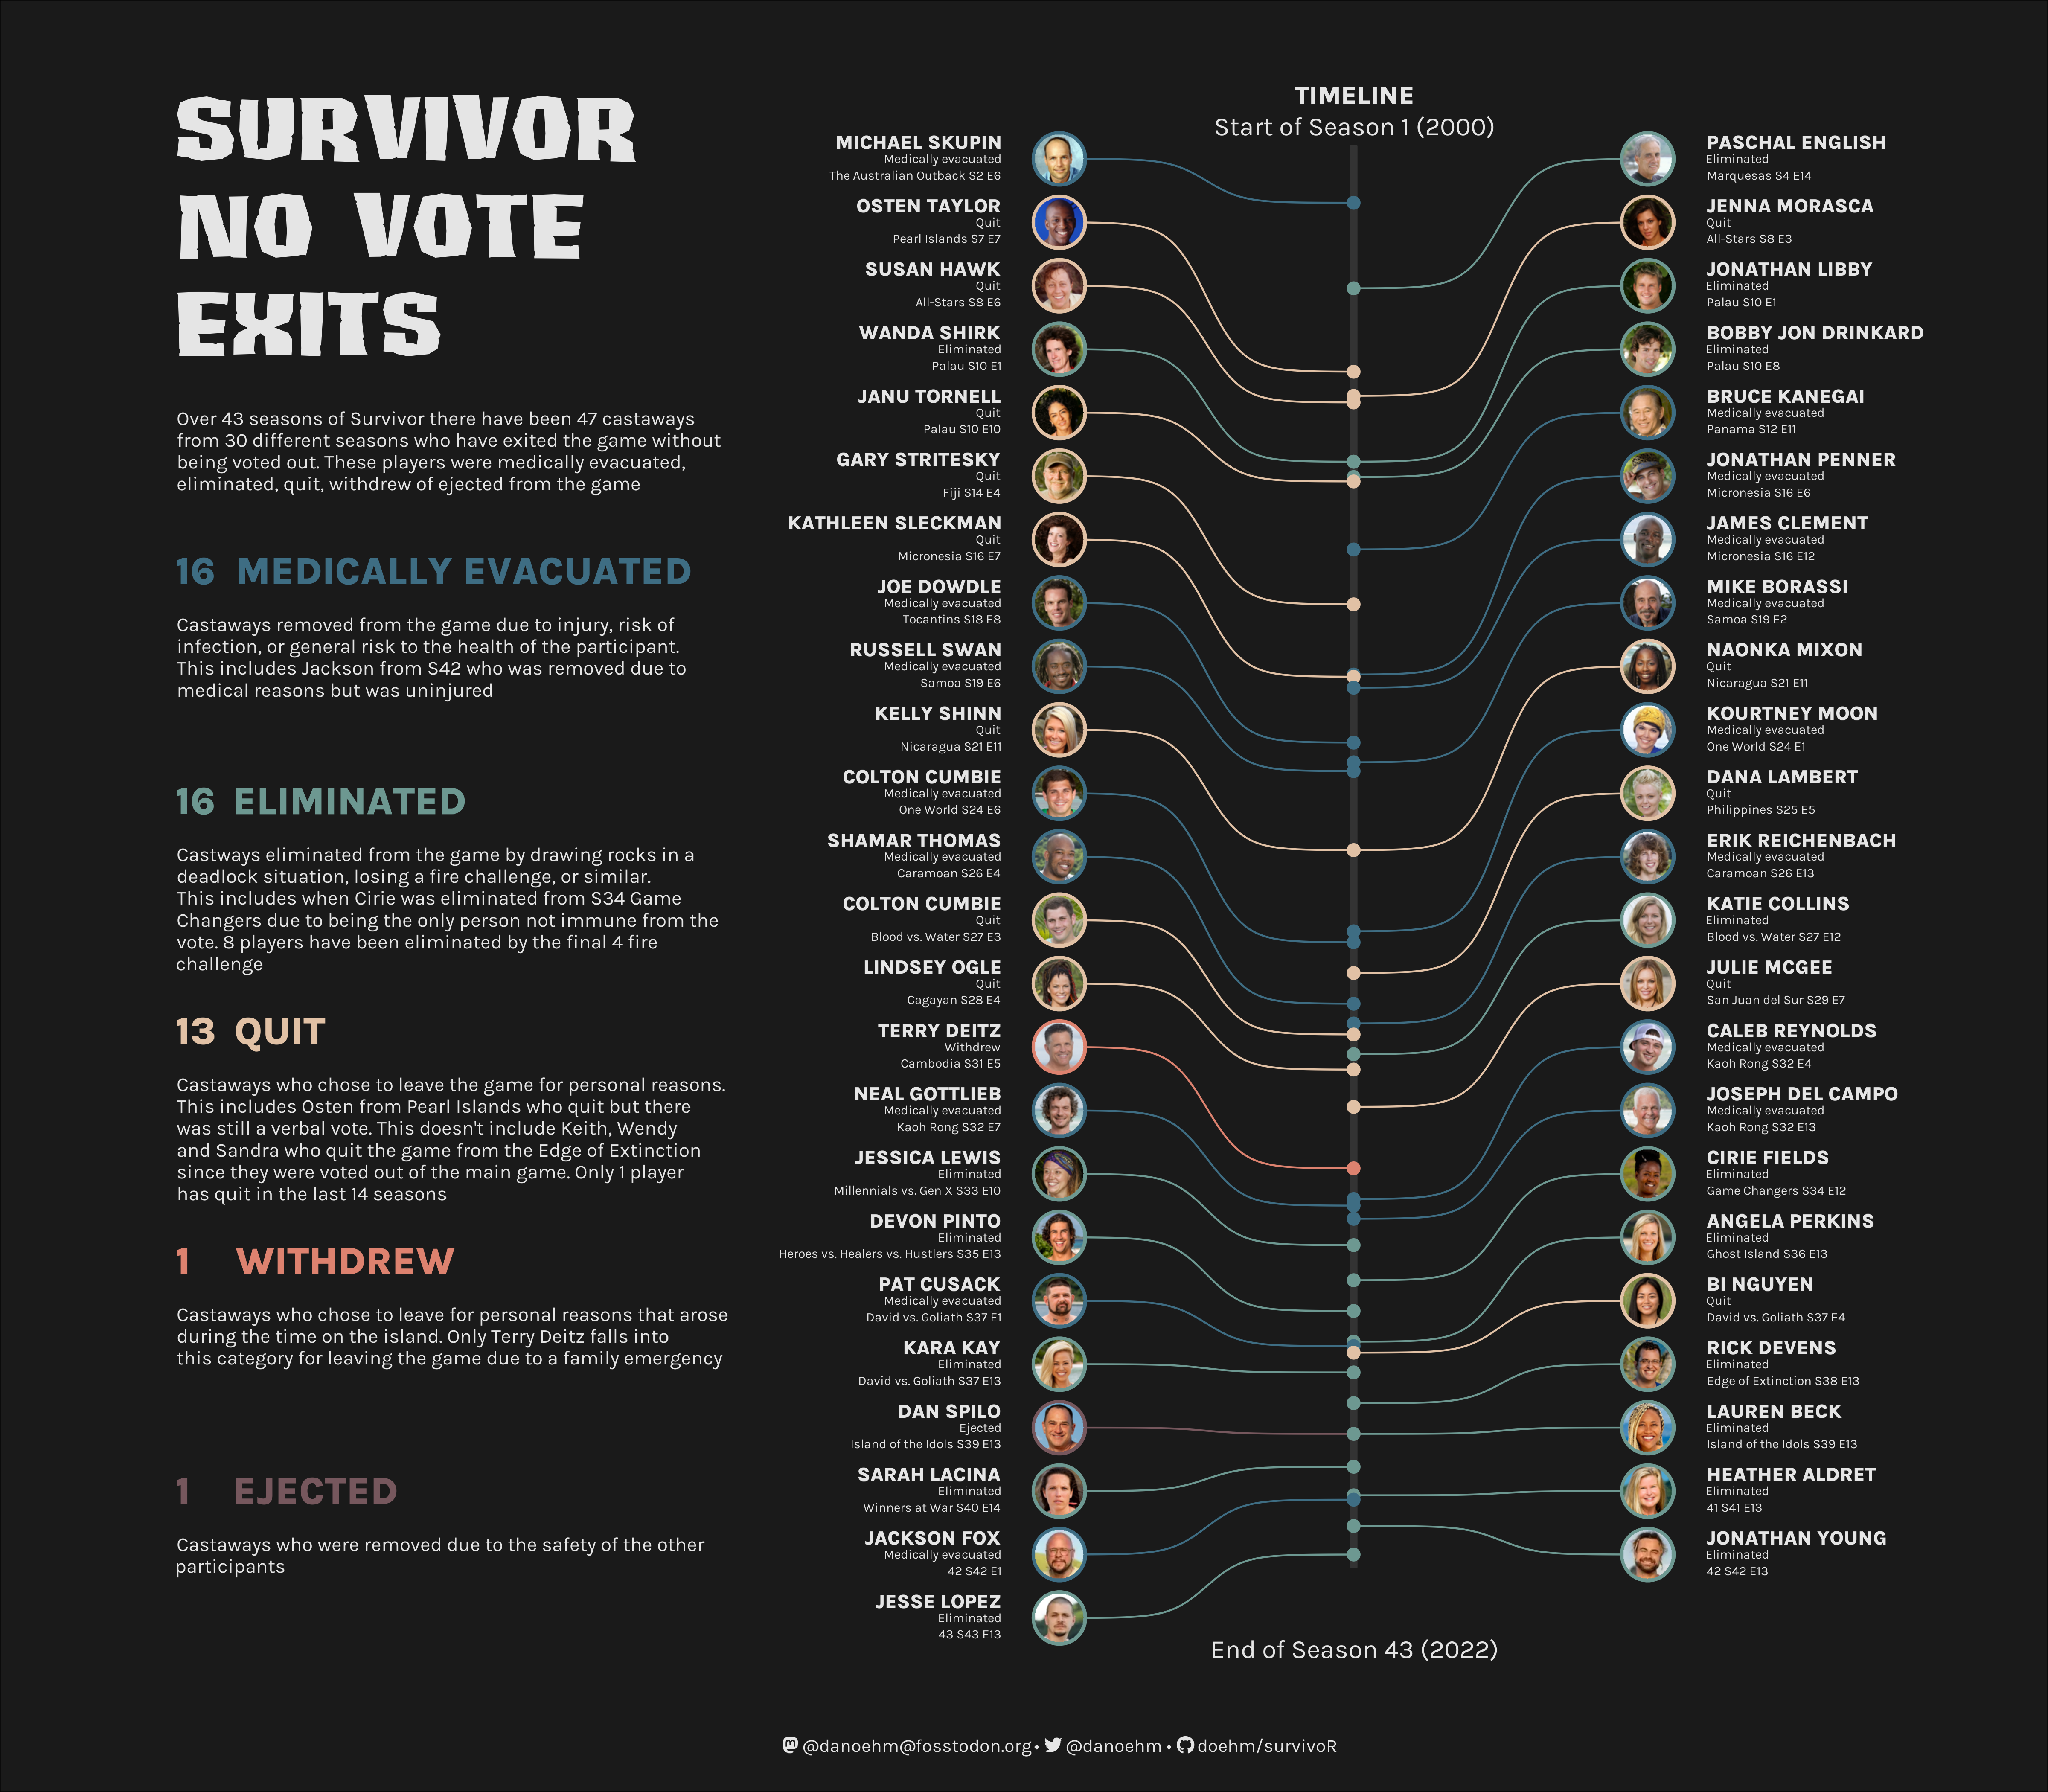 SURVIVOR
NO VOTE
EXITS
Over 43 seasons of Survivor there have been 47 castaways
from 30 different seasons who have exited the game without
being voted out. These players were medically evacuated,
eliminated, quit, withdrew of ejected from the game
16 MEDICALLY EVACUATED
Castaways removed from the game due to injury, risk of
infection, or general risk to the health of the participant.
This includes Jackson from S42 who was removed due to
medical reasons but was uninjured
16 ELIMINATED
Castways eliminated from the game by drawing rocks in a
deadlock situation, losing a fire challenge, or similar.
This includes when Cirie was eliminated from S34 Game
Changers due to being the only person not immune from the
vote. 8 players have been eliminated by the final 4 fire
challenge
13 QUIT
Castaways who chose to leave the game for personal reasons.
This includes Osten from Pearl Islands who quit but there
was still a verbal vote. This doesn't include Keith, Wendy
and Sandra who quit the game from the Edge of Extinction
since they were voted out of the main game. Only 1 player
has quit in the last 14 seasons
1 WITHDREW
Castaways who chose to leave for personal reasons that arose
during the time on the island. Only Terry Deitz falls into
this category for leaving the game due to a family emergency
1 EJECTED
Castaways who were removed due to the safety of the other
participants
TIMELINE
Start of Season 1 (2000)
MICHAEL SKUPIN
Medically evacuated
The Australian Outback S2 E6
OSTEN TAYLOR
Quit
Pearl Islands S7 E7
SUSAN HAWK
Quit
All-Stars S8 E6
WANDA SHIRK
Eliminated
Palau S10 E1
JANU TORNELL
Quit
Palau S10 E10
GARY STRITESKY
Quit
Fiji S14 E4
KATHLEEN SLECKMAN
Quit
Micronesia S16 E7
JOE DOWDLE
Medically evacuated
Tocantins S18 E8
RUSSELL SWAN
Medically evacuated
Samoa S19 E6
KELLY SHINN
Quit
Nicaragua S21 E11
COLTON CUMBIE
Medically evacuated
One World S24 E6
SHAMAR THOMAS
Medically evacuated
Caramoan S26 E4
COLTON CUMBIE
Quit
Blood vs. Water S27 E3
LINDSEY OGLE
Quit
Cagayan S28 E4
TERRY DEITZ
Withdrew
Cambodia S31 E5
NEAL GOTTLIEB
Medically evacuated
Kaoh Rong S32 E7
JESSICA LEWIS
Eliminated
Millennials vs. Gen X S33 E10
DEVON PINTO
Eliminated
Heroes vs. Healers vs. Hustlers S35 E13
PAT CUSACK
Medically evacuated
David vs. Goliath S37 E1
KARA KAY
Eliminated
David vs. Goliath S37 E13
DAN SPILO
Ejected
Island of the Idols S39 E13
SARAH LACINA
Eliminated
Winners at War S40 E14
JACKSON FOX
Medically evacuated
42 S42 E1
JESSE LOPEZ
Eliminated
43 S43 E13
PASCHAL ENGLISH
Eliminated
Marquesas S4 E14
JENNA MORASCA
Quit
All-Stars S8 E3
JONATHAN LIBBY
Eliminated
Palau S10 E1
BOBBY JON DRINKARD
Eliminated
Palau S10 E8
BRUCE KANEGAI
Medically evacuated
Panama S12 E11
JONATHAN PENNER
Medically evacuated
Micronesia S16 E6
JAMES CLEMENT
Medically evacuated
Micronesia S16 E12
MIKE BORASSI
Medically evacuated
Samoa S19 E2
NAONKA MIXON
Quit
Nicaragua S21 E11
KOURTNEY MOON
Medically evacuated
One World S24 E1
DANA LAMBERT
Quit
Philippines S25 E5
ERIK REICHENBACH
Medically evacuated
Caramoan S26 E13
KATIE COLLINS
Eliminated
Blood vs. Water S27 E12
JULIE MCGEE
Quit
San Juan del Sur S29 E7
CALEB REYNOLDS
Medically evacuated
Kaoh Rong S32 E4
JOSEPH DEL CAMPO
Medically evacuated
Kaoh Rong S32 E13
CIRIE FIELDS
Eliminated
Game Changers S34 E12
ANGELA PERKINS
Eliminated
Ghost Island S36 E13
BI NGUYEN
Quit
David vs. Goliath S37 E4
RICK DEVENS
Eliminated
Edge of Extinction S38 E13
LAUREN BECK
Eliminated
Island of the Idols S39 E13
HEATHER ALDRET
Eliminated
41 S41 E13
JONATHAN YOUNG
Eliminated
42 S42 E13
End of Season 43 (2022)
@danoehm@fosstodon.org • @danoehm • doehm/survivoR